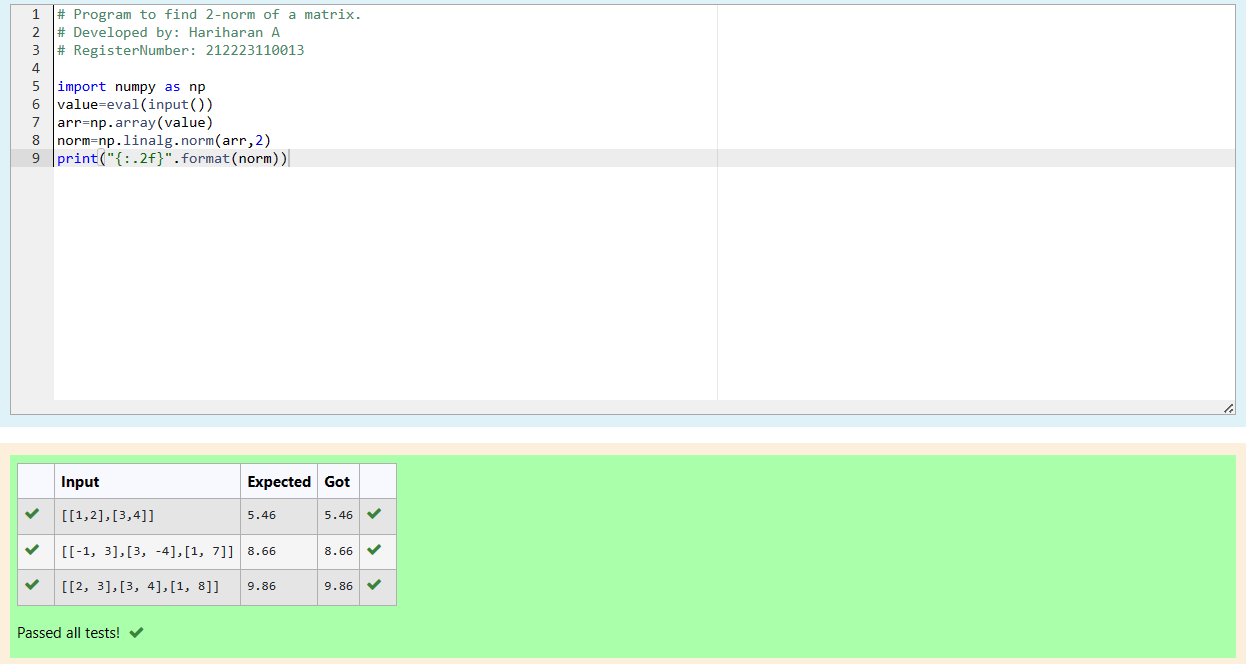 1 # Program to find 2-norm of a matrix.
2 # Developed by: Hariharan A
3 # RegisterNumber: 212223110013
4
5 import numpy as np
6 value=eval(input())
7 arr=np.array(value)
8 norm=np.linalg.norm(arr,2)
9 print("{:.2f}".format(norm))
Input Expected Got
[[1,2],[3,4]] 5.46 5.46
[[-1, 3],[3, -4],[1, 7]] 8.66 8.66
[[2, 3],[3, 4],[1, 8]] 9.86 9.86
Passed all tests!